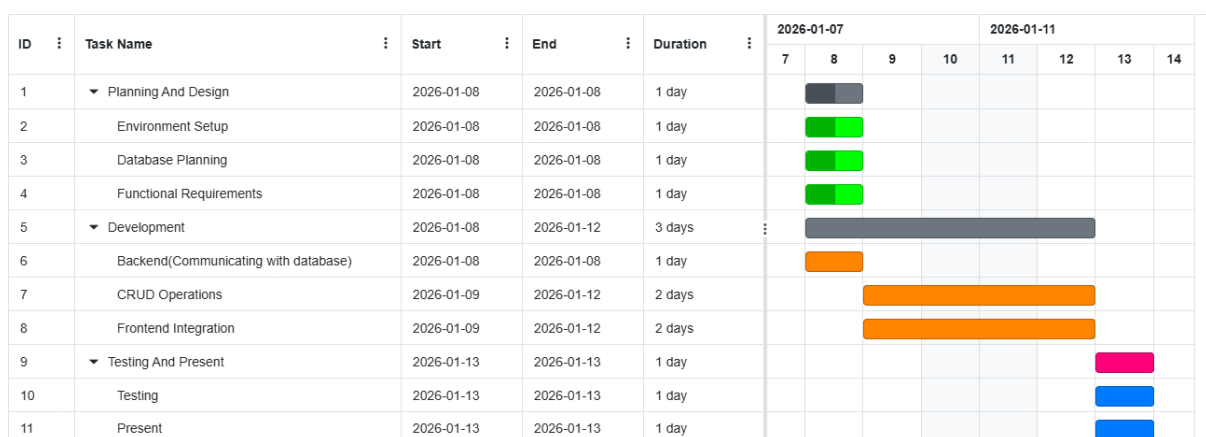 ID Task Name Start End Duration 2026-01-07 2026-01-11
7 8 9 10 11 12 13 14
1 Planning And Design 2026-01-08 2026-01-08 1 day
2 Environment Setup 2026-01-08 2026-01-08 1 day
3 Database Planning 2026-01-08 2026-01-08 1 day
4 Functional Requirements 2026-01-08 2026-01-08 1 day
5 Development 2026-01-08 2026-01-12 3 days
6 Backend(Communicating with database) 2026-01-08 2026-01-08 1 day
7 CRUD Operations 2026-01-09 2026-01-12 2 days
8 Frontend Integration 2026-01-09 2026-01-12 2 days
9 Testing And Present 2026-01-13 2026-01-13 1 day
10 Testing 2026-01-13 2026-01-13 1 day
11 Present 2026-01-13 2026-01-13 1 day